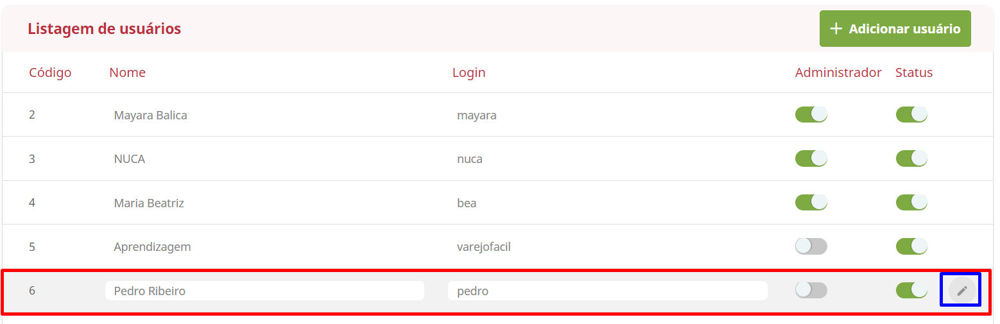 Listagem de usuários
+ Adicionar usuário
Código Nome Login Administrador Status
2 Mayara Balica mayara
3 NUCA nuca
4 Maria Beatriz bea
5 Aprendizagem varejofacil
6 Pedro Ribeiro pedro